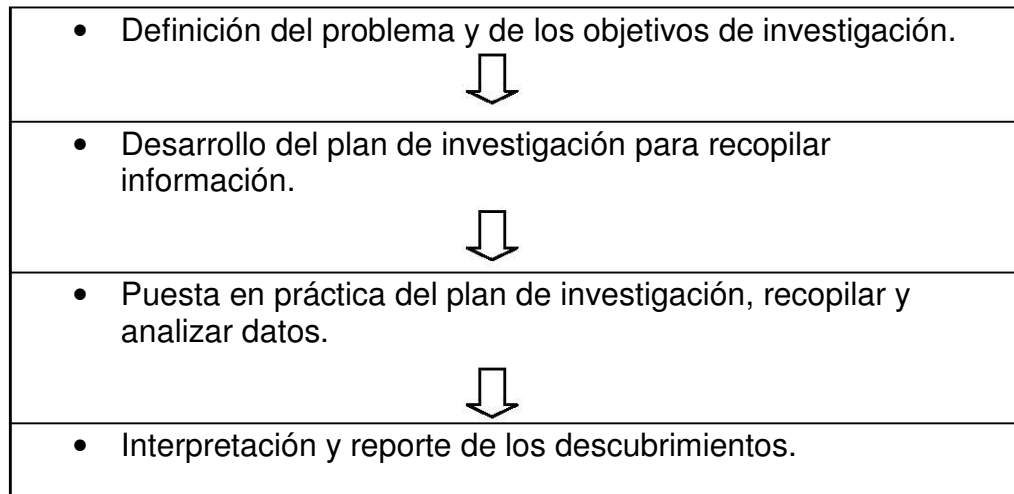 • Definición del problema y de los objetivos de investigación.
• Desarrollo del plan de investigación para recopilar
información.
• Puesta en práctica del plan de investigación, recopilar y
analizar datos.
• Interpretación y reporte de los descubrimientos.